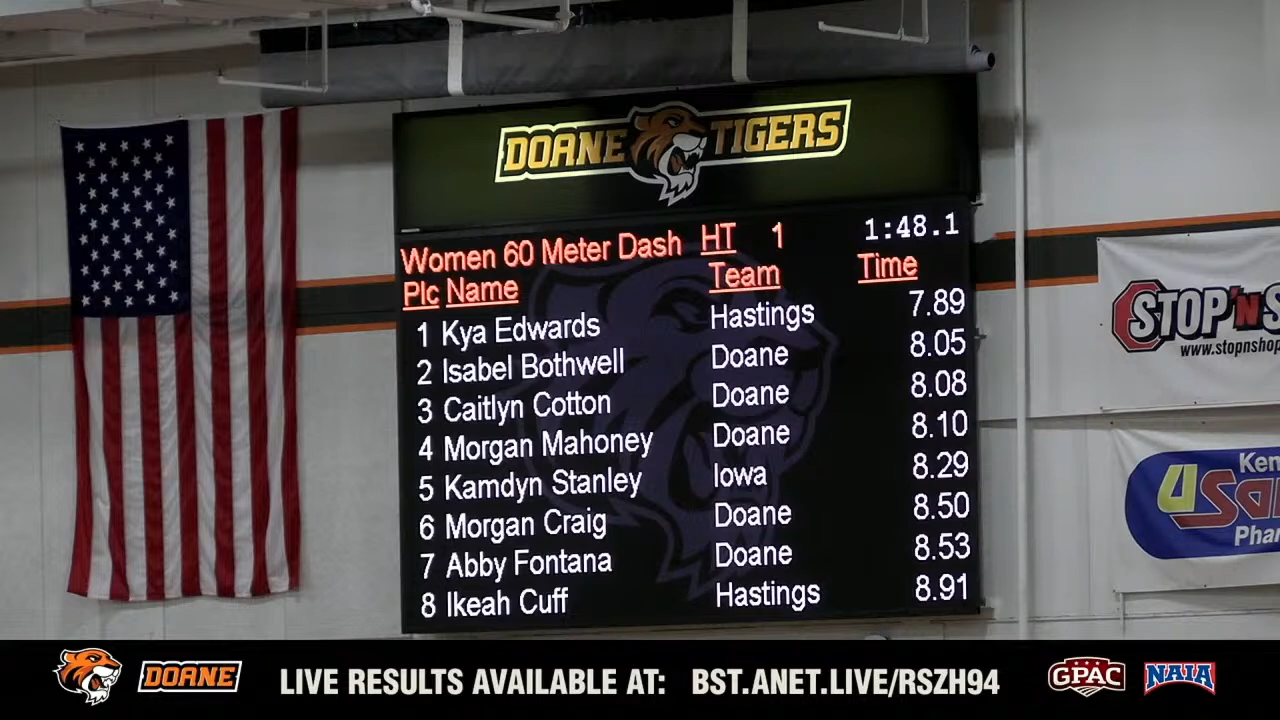 DOANE TIGERS
Women 60 Meter Dash HT 1 1:48.1
Plc Name Team Time
1 Kya Edwards Hastings 7.89
2 Isabel Bothwell Doane 8.05
3 Caitlyn Cotton Doane 8.08
4 Morgan Mahoney Doane 8.10
5 Kamdyn Stanley Iowa 8.29
6 Morgan Craig Doane 8.50
7 Abby Fontana Doane 8.53
8 Ikeah Cuff Hastings 8.91
STOP'N S
www.stopnshop
Ken
U Sa
Phar
DOANE LIVE RESULTS AVAILABLE AT: BST.ANET.LIVE/RSZH94 GPAC NAIA